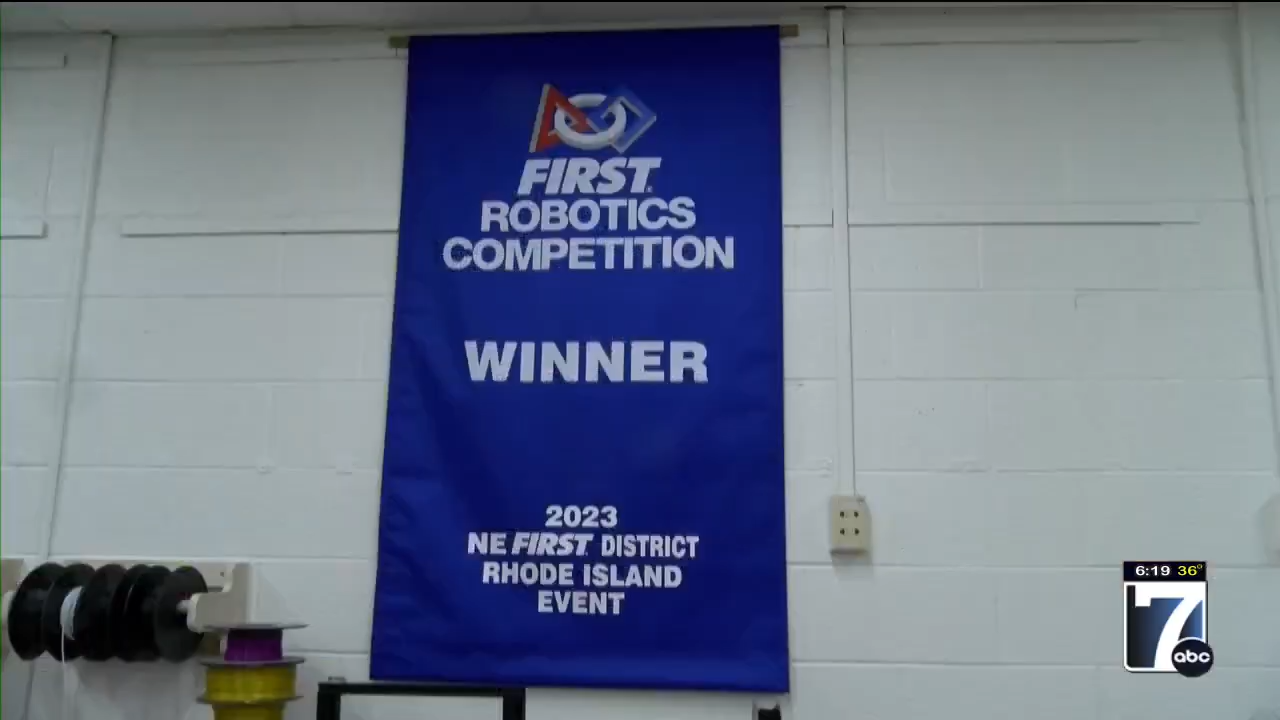 FIRST
ROBOTICS
COMPETITION
WINNER
2023
NE FIRST DISTRICT
RHODE ISLAND
EVENT
6:19 36°
7
abc